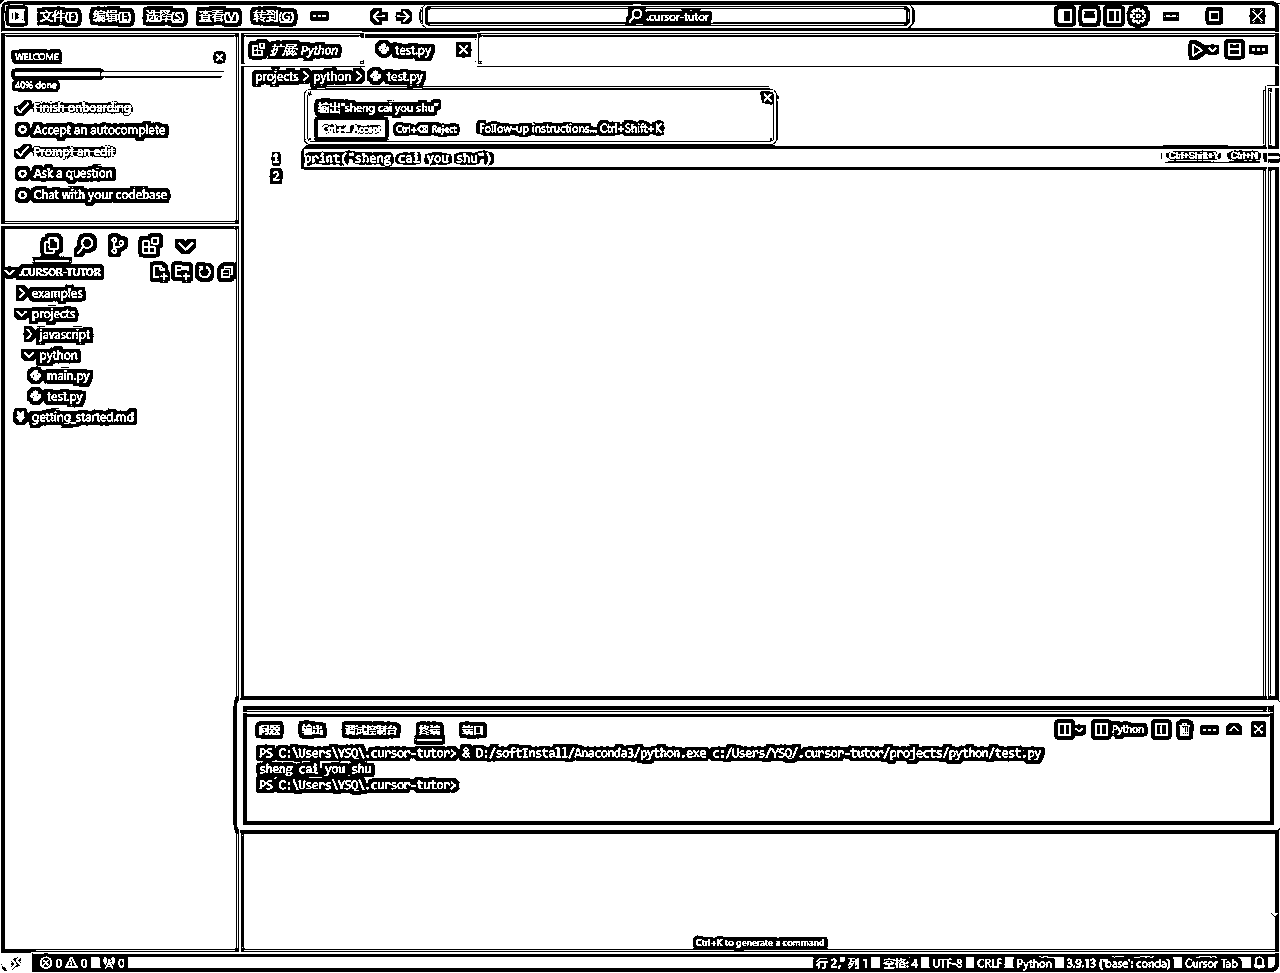 文件(F) 编辑(E) 选择(S) 查看(V) 转到(G) ... .cursor-tutor
WELCOME
40% done
Finish onboarding
Accept an autocomplete
Prompt an edit
Ask a question
Chat with your codebase
.CURSOR-TUTOR
examples
projects
javascript
python
main.py
test.py
getting_started.md
扩展: Python test.py
projects > python > test.py
输出"sheng cai you shu"
Ctrl+⏎ Accept Ctrl+⌫ Reject Follow-up instructions... Ctrl+Shift+K
1 print("sheng cai you shu") Ctrl+Shift+Y Ctrl+N
2
问题 输出 调试控制台 终端 端口 Python
PS C:\Users\YSQ\.cursor-tutor> & D:/softInstall/Anaconda3/python.exe c:/Users/YSQ/.cursor-tutor/projects/python/test.py
sheng cai you shu
PS C:\Users\YSQ\.cursor-tutor>
Ctrl+K to generate a command
0 0 0 行 2, 列 1 空格: 4 UTF-8 CRLF Python 3.9.13 ('base': conda) Cursor Tab